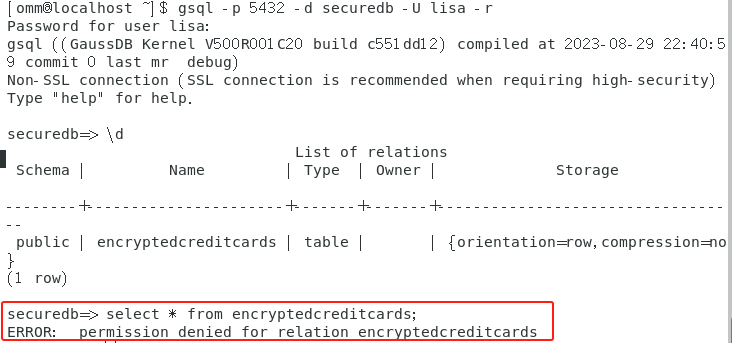 [omm@localhost ~]$ gsql -p 5432 -d securedb -U lisa -r
Password for user lisa:
gsql ((GaussDB Kernel V500R001C20 build c551dd12) compiled at 2023-08-29 22:40:5
9 commit 0 last mr  debug)
Non-SSL connection (SSL connection is recommended when requiring high-security)
Type "help" for help.
securedb=> \d
List of relations
Schema | Name | Type | Owner | Storage
--------+----------------------+-------+-------+--------------------------------
--
public | encryptedcreditcards | table | | {orientation=row,compression=no
}
(1 row)
securedb=> select * from encryptedcreditcards;
ERROR:  permission denied for relation encryptedcreditcards